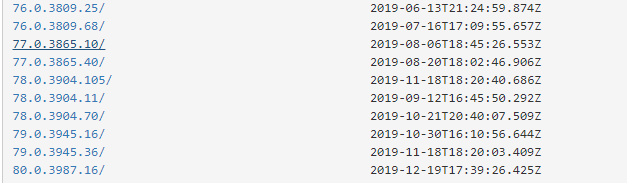 76.0.3809.25/ 2019-06-13T21:24:59.874Z
76.0.3809.68/ 2019-07-16T17:09:55.657Z
77.0.3865.10/ 2019-08-06T18:45:26.553Z
77.0.3865.40/ 2019-08-20T18:02:46.906Z
78.0.3904.105/ 2019-11-18T18:20:40.686Z
78.0.3904.11/ 2019-09-12T16:45:50.292Z
78.0.3904.70/ 2019-10-21T20:40:07.509Z
79.0.3945.16/ 2019-10-30T16:10:56.644Z
79.0.3945.36/ 2019-11-18T18:20:03.409Z
80.0.3987.16/ 2019-12-19T17:39:26.425Z